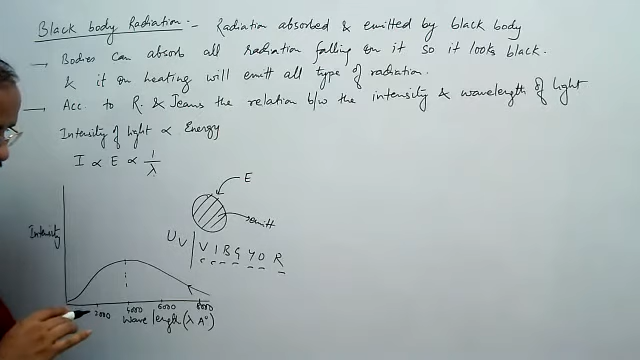 Black body Radiation :- Radiation absorbed & emitted by black body
→ Bodies can absorb all radiation falling on it so it looks black.
& it on heating will emitt all type of radiation.
→ Acc. to R. & Jeans the relation b/w the intensity & wavelength of light
Intensity of light ∝ Energy
I ∝ E ∝ 1/λ
E
emitt
UV | V I B G Y O R
Intensity
2000 4000 6000 8000
Wave length (λ A°)